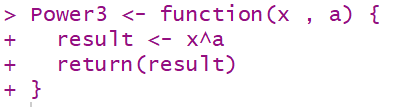 > Power3 <- function(x , a) {
+   result <- x^a
+   return(result)
+ }